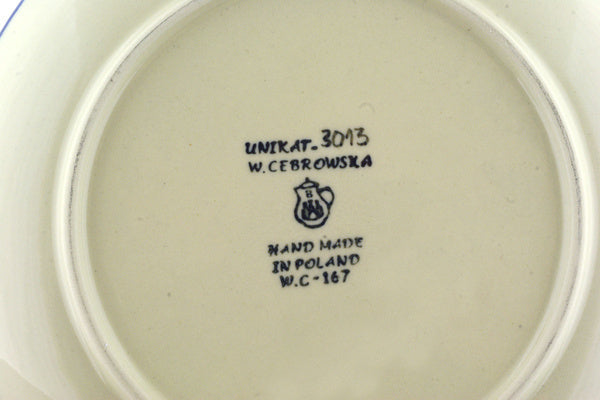 UNIKAT-3013
W. CEBROWSKA
B
HAND MADE
IN POLAND
W.C-167